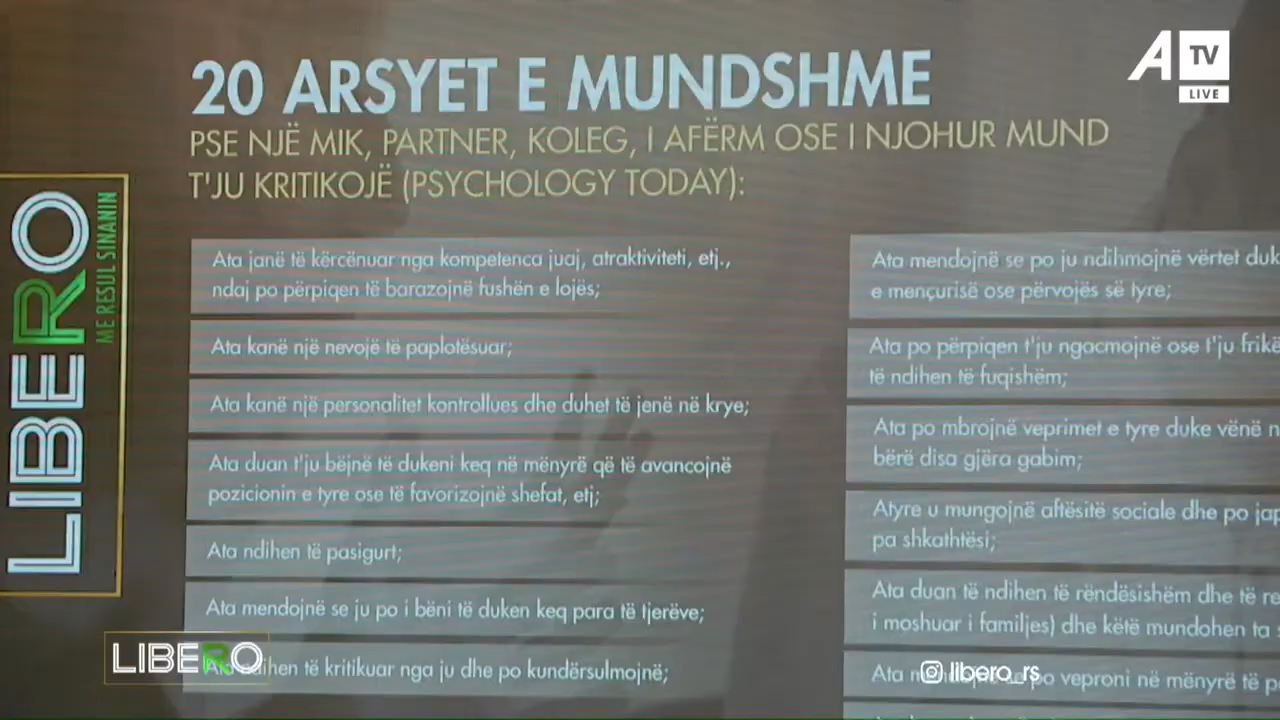 A TV
LIVE
20 ARSYET E MUNDSHME
PSE NJË MIK, PARTNER, KOLEG, I AFËRM OSE I NJOHUR MUND
T'JU KRITIKOJË (PSYCHOLOGY TODAY):
LIBERO
ME RESUL SINANIN
Ata janë të kërcënuar nga kompetenca juaj, atraktiviteti, etj.,
ndaj po përpiqen të barazojnë fushën e lojës;
Ata kanë një nevojë të paplotësuar;
Ata kanë një personalitet kontrollues dhe duhet të jenë në krye;
Ata duan t'ju bëjnë të dukeni keq në mënyrë që të avancojnë
pozicionin e tyre ose të favorizojnë shefat, etj;
Ata ndihen të pasigurt;
Ata mendojnë se ju po i bëni të duken keq para të tjerëve;
Ata ndihen të kritikuar nga ju dhe po kundërsulmojnë;
Ata mendojnë se po ju ndihmojnë vërtet duk
e mençurisë ose përvojës së tyre;
Ata po përpiqen t'ju ngacmojnë ose t'ju frikë
të ndihen të fuqishëm;
Ata po mbrojnë veprimet e tyre duke vënë n
bërë disa gjëra gabim;
Atyre u mungojnë aftësitë sociale dhe po jap
pa shkathtësi;
Ata duan të ndihen të rëndësishëm dhe të re
i moshuar i familjes) dhe këtë mundohen ta
Ata se po veproni në mënyrë të p
LIBERO
libero_rs